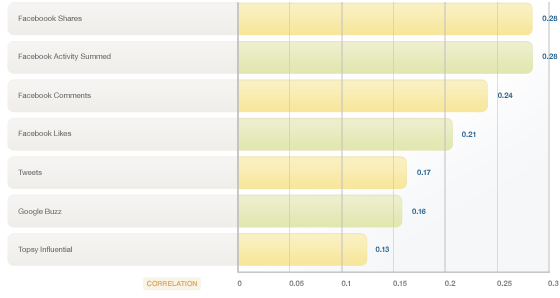 Faceboook Shares 0.28
Facebook Activity Summed 0.28
Facebook Comments 0.24
Facebook Likes 0.21
Tweets 0.17
Google Buzz 0.16
Topsy Influential 0.13
CORRELATION 0 0.05 0.1 0.15 0.2 0.25 0.3